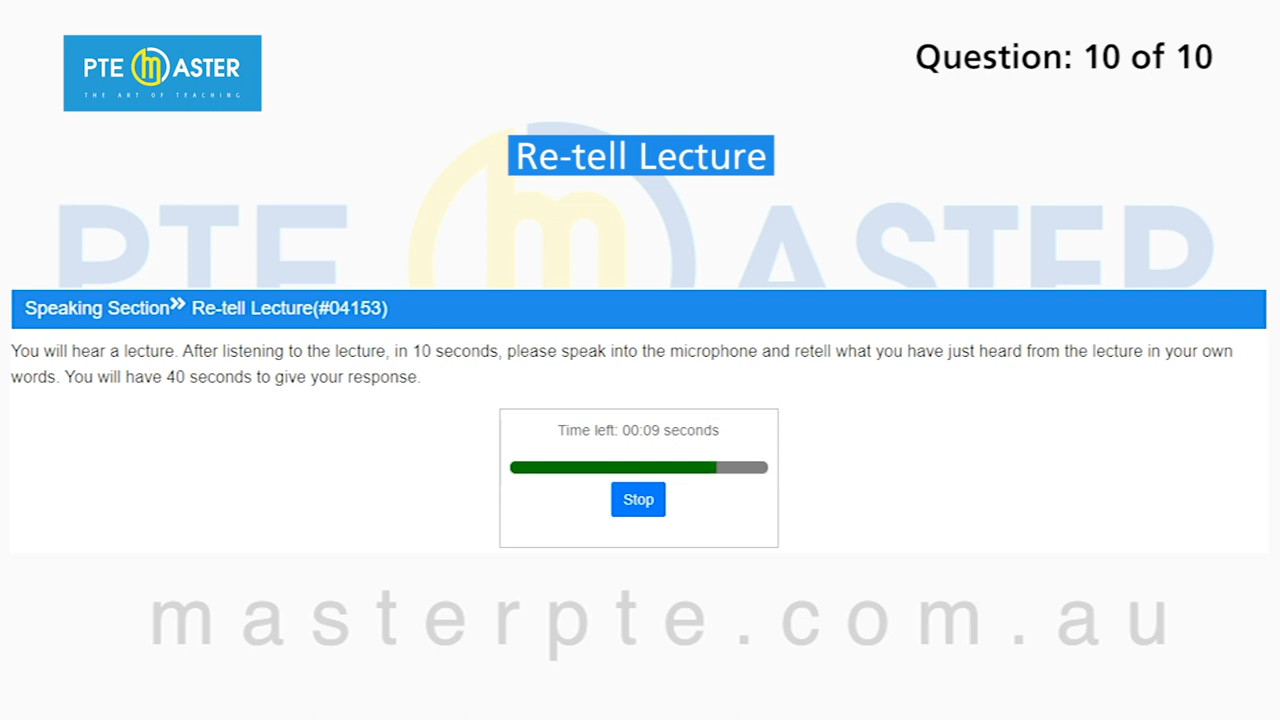 PTE MASTER
THE ART OF TEACHING
Question: 10 of 10
Re-tell Lecture
PTE MASTER
Speaking Section» Re-tell Lecture(#04153)
You will hear a lecture. After listening to the lecture, in 10 seconds, please speak into the microphone and retell what you have just heard from the lecture in your own
words. You will have 40 seconds to give your response.
Time left: 00:09 seconds
Stop
masterpte.com.au